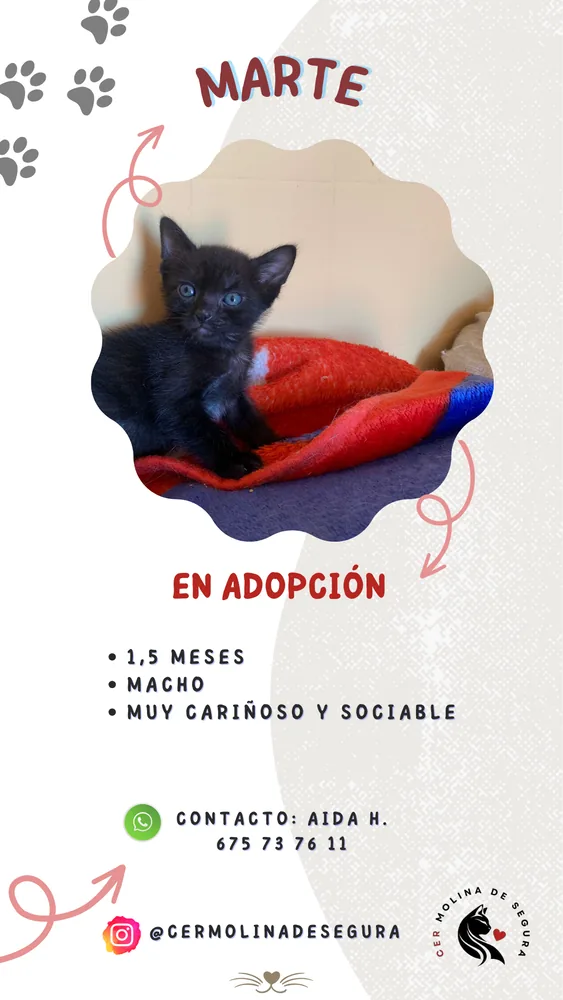 MARTE
EN ADOPCIÓN
• 1,5 MESES
• MACHO
• MUY CARIÑOSO Y SOCIABLE
CONTACTO: AIDA H.
675 73 76 11
@CERMOLINADESEGURA
CER MOLINA DE SEGURA